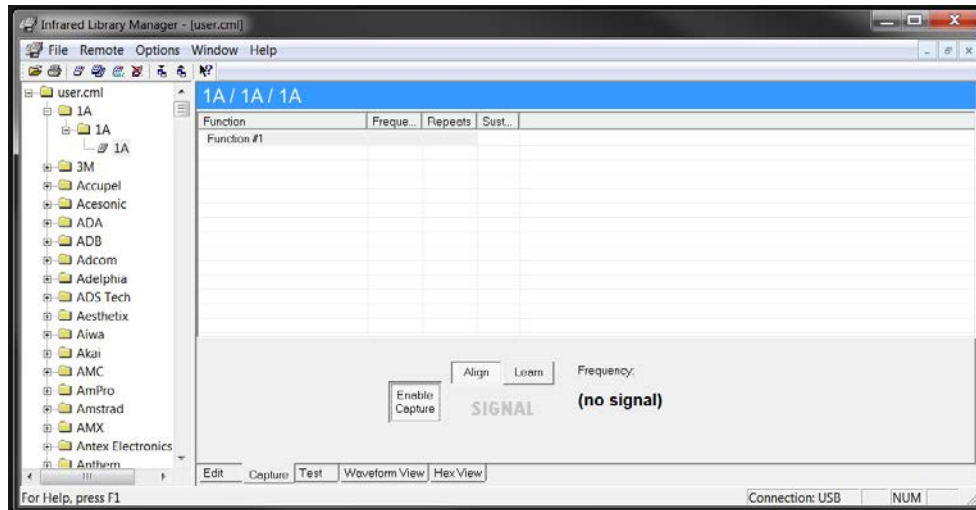 Infrared Library Manager - [user.cml]
File Remote Options Window Help
user.cml
1A
1A
1A
3M
Accupel
Acesonic
ADA
ADB
Adcom
Adelphia
ADS Tech
Aesthetix
Aiwa
Akai
AMC
AmPro
Amstrad
AMX
Antex Electronics
Anthem
1A / 1A / 1A
Function Freque... Repeats Sust...
Function #1
Align Learn Frequency:
Enable Capture SIGNAL (no signal)
Edit Capture Test Waveform View Hex View
For Help, press F1 Connection: USB NUM